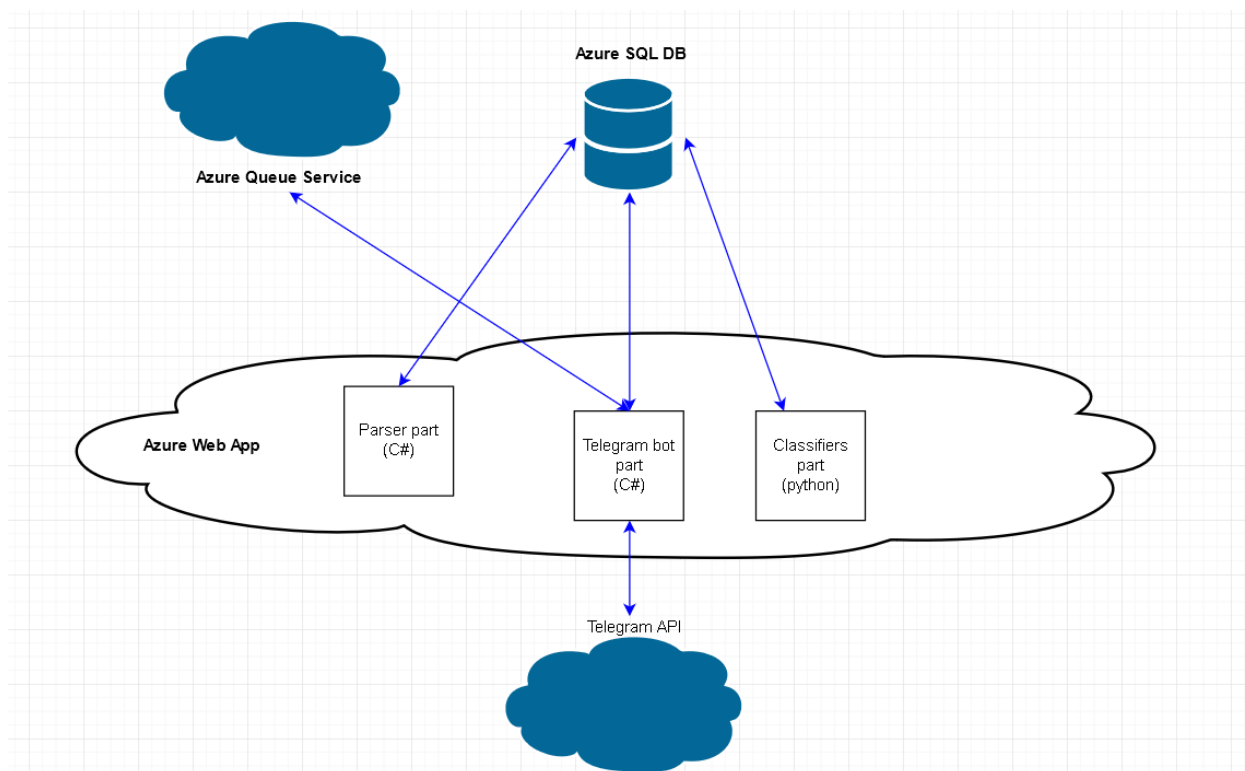 Azure SQL DB
Azure Queue Service
Azure Web App
Parser part
(C#)
Telegram bot
part
(C#)
Classifiers
part
(python)
Telegram API